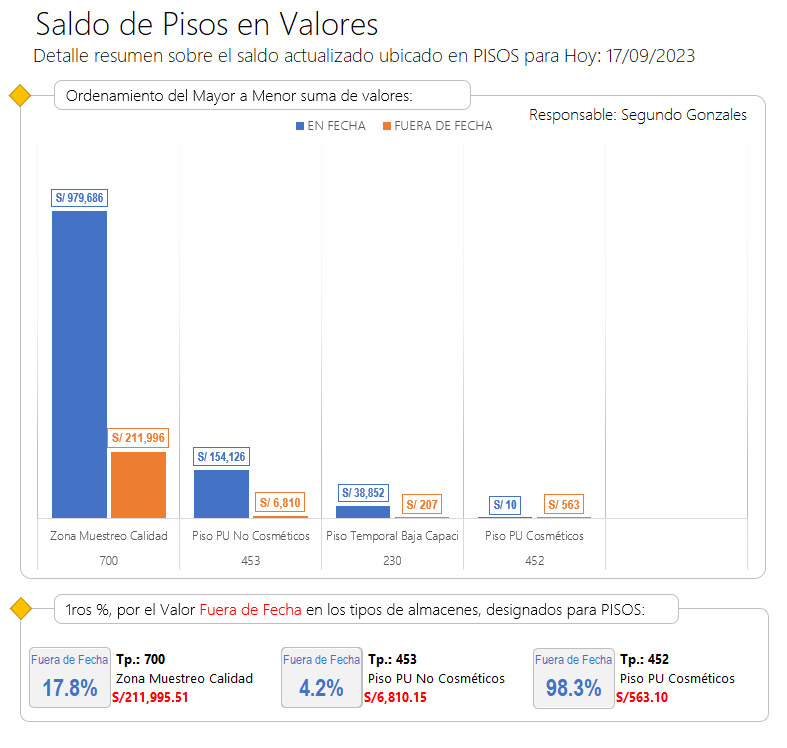 Saldo de Pisos en Valores
Detalle resumen sobre el saldo actualizado ubicado en PISOS para Hoy: 17/09/2023
Ordenamiento del Mayor a Menor suma de valores:
Responsable: Segundo Gonzales
EN FECHA FUERA DE FECHA
S/ 979,686
S/ 211,996
S/ 154,126
S/ 6,810
S/ 38,852
S/ 207
S/ 10
S/ 563
Zona Muestreo Calidad Piso PU No Cosméticos Piso Temporal Baja Capaci Piso PU Cosméticos
700 453 230 452
1ros %, por el Valor Fuera de Fecha en los tipos de almacenes, designados para PISOS:
Fuera de Fecha
17.8%
Tp.: 700
Zona Muestreo Calidad
S/211,995.51
Fuera de Fecha
4.2%
Tp.: 453
Piso PU No Cosméticos
S/6,810.15
Fuera de Fecha
98.3%
Tp.: 452
Piso PU Cosméticos
S/563.10